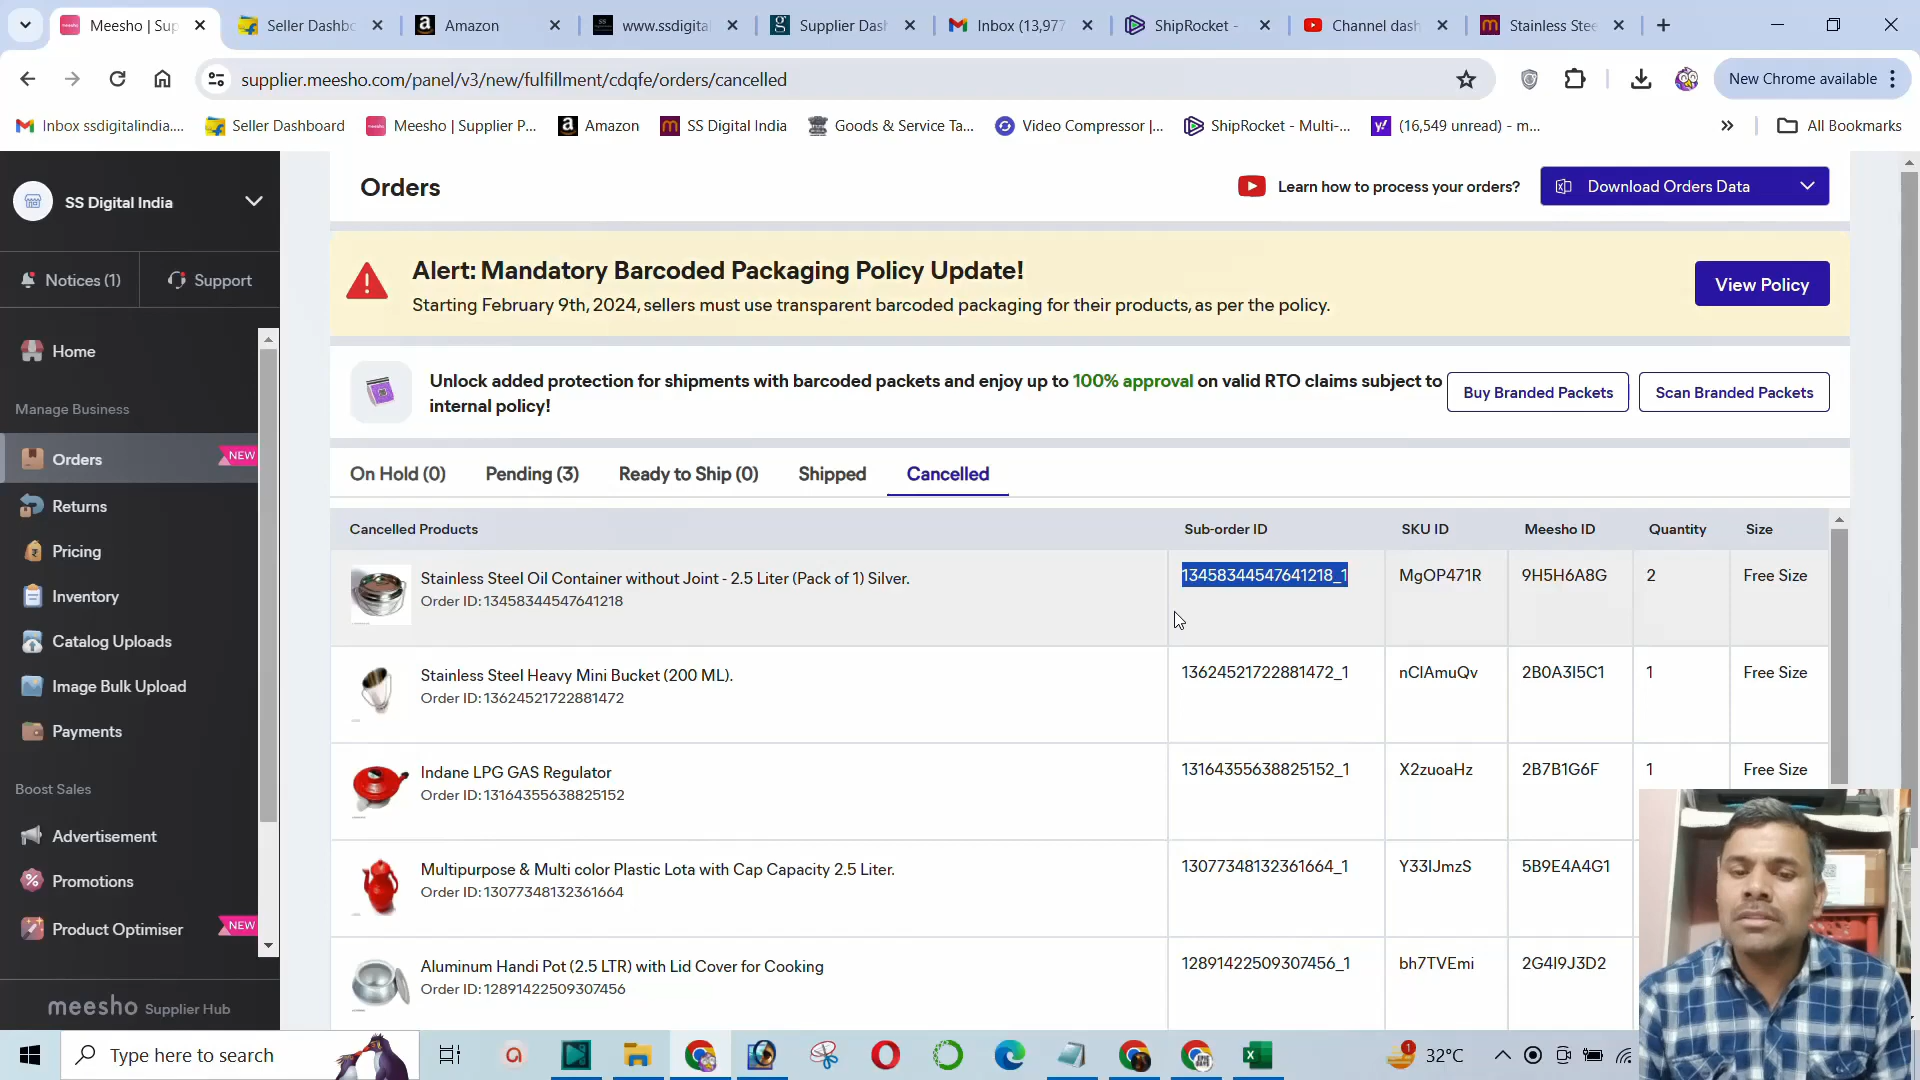 Meesho | Sup
Seller Dashbo
Amazon
www.ssdigital
Supplier Das
Inbox (13,977
ShipRocket -
Channel dash
Stainless Stee
supplier.meesho.com/panel/v3/new/fulfillment/cdqfe/orders/cancelled
New Chrome available
Inbox ssdigitalindia....
Seller Dashboard
Meesho | Supplier P...
Amazon
SS Digital India
Goods & Service Ta...
Video Compressor |...
ShipRocket - Multi-...
(16,549 unread) - m...
All Bookmarks
SS Digital India
Notices (1)
Support
Home
Manage Business
Orders
NEW
Returns
Pricing
Inventory
Catalog Uploads
Image Bulk Upload
Payments
Boost Sales
Advertisement
Promotions
Product Optimiser
NEW
meesho Supplier Hub
Orders
Learn how to process your orders?
Download Orders Data
Alert: Mandatory Barcoded Packaging Policy Update!
Starting February 9th, 2024, sellers must use transparent barcoded packaging for their products, as per the policy.
View Policy
Unlock added protection for shipments with barcoded packets and enjoy up to 100% approval on valid RTO claims subject to
internal policy!
Buy Branded Packets
Scan Branded Packets
On Hold (0)
Pending (3)
Ready to Ship (0)
Shipped
Cancelled
Cancelled Products
Sub-order ID
SKU ID
Meesho ID
Quantity
Size
Stainless Steel Oil Container without Joint - 2.5 Liter (Pack of 1) Silver.
Order ID: 13458344547641218
13458344547641218_1
MgOP471R
9H5H6A8G
2
Free Size
Stainless Steel Heavy Mini Bucket (200 ML).
Order ID: 13624521722881472
13624521722881472_1
nClAmuQv
2B0A3I5C1
1
Free Size
Indane LPG GAS Regulator
Order ID: 13164355638825152
13164355638825152_1
X2zuoaHz
2B7B1G6F
1
Free Size
Multipurpose & Multi color Plastic Lota with Cap Capacity 2.5 Liter.
Order ID: 13077348132361664
13077348132361664_1
Y33IJmzS
5B9E4A4G1
Aluminum Handi Pot (2.5 LTR) with Lid Cover for Cooking
Order ID: 12891422509307456
12891422509307456_1
bh7TVEmi
2G4I9J3D2
Type here to search
1
32°C